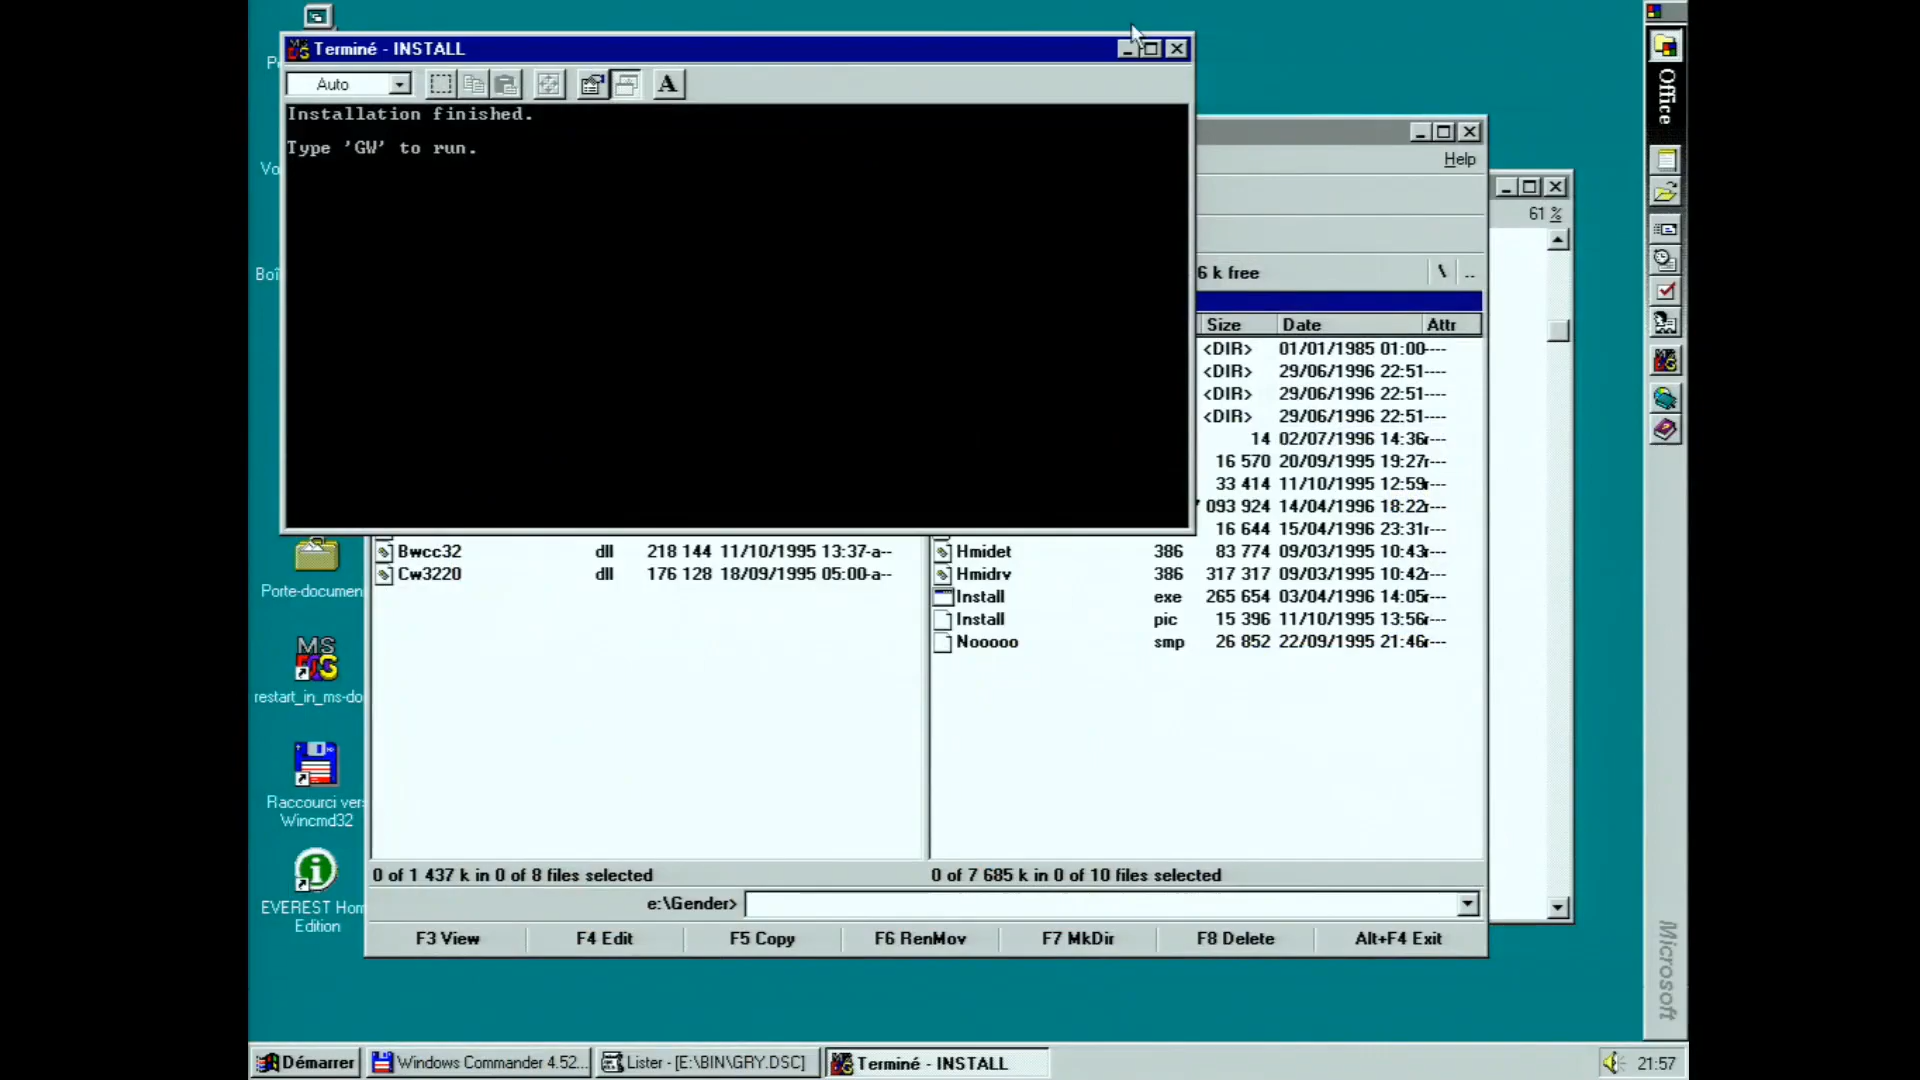 Terminé - INSTALL
Auto
Installation finished.
Type 'GW' to run.
Help
61 %
6 k free
\ ..
Size Date Attr
<DIR> 01/01/1985 01:00----
<DIR> 29/06/1996 22:51----
<DIR> 29/06/1996 22:51----
<DIR> 29/06/1996 22:51----
14 02/07/1996 14:36r---
16 570 20/09/1995 19:27r---
33 414 11/10/1995 12:59r---
093 924 14/04/1996 18:22r---
16 644 15/04/1996 23:31r---
Bwcc32 dll 218 144 11/10/1995 13:37-a--
Cw3220 dll 176 128 18/09/1995 05:00-a--
Hmidet 386 83 774 09/03/1995 10:43r---
Hmidrv 386 317 317 09/03/1995 10:42r---
Install exe 265 654 03/04/1996 14:05r---
Install pic 15 396 11/10/1995 13:56r---
Nooooo smp 26 852 22/09/1995 21:46r---
0 of 1 437 k in 0 of 8 files selected
0 of 7 685 k in 0 of 10 files selected
e:\Gender>
F3 View F4 Edit F5 Copy F6 RenMov F7 MkDir F8 Delete Alt+F4 Exit
Porte-documen
MS
restart_in_ms-do
Raccourci ver
Wincmd32
EVEREST Hom
Edition
Office
Microsoft
Démarrer
Windows Commander 4.52...
Lister - [E:\BIN\GRY.DSC]
Terminé - INSTALL
21:57